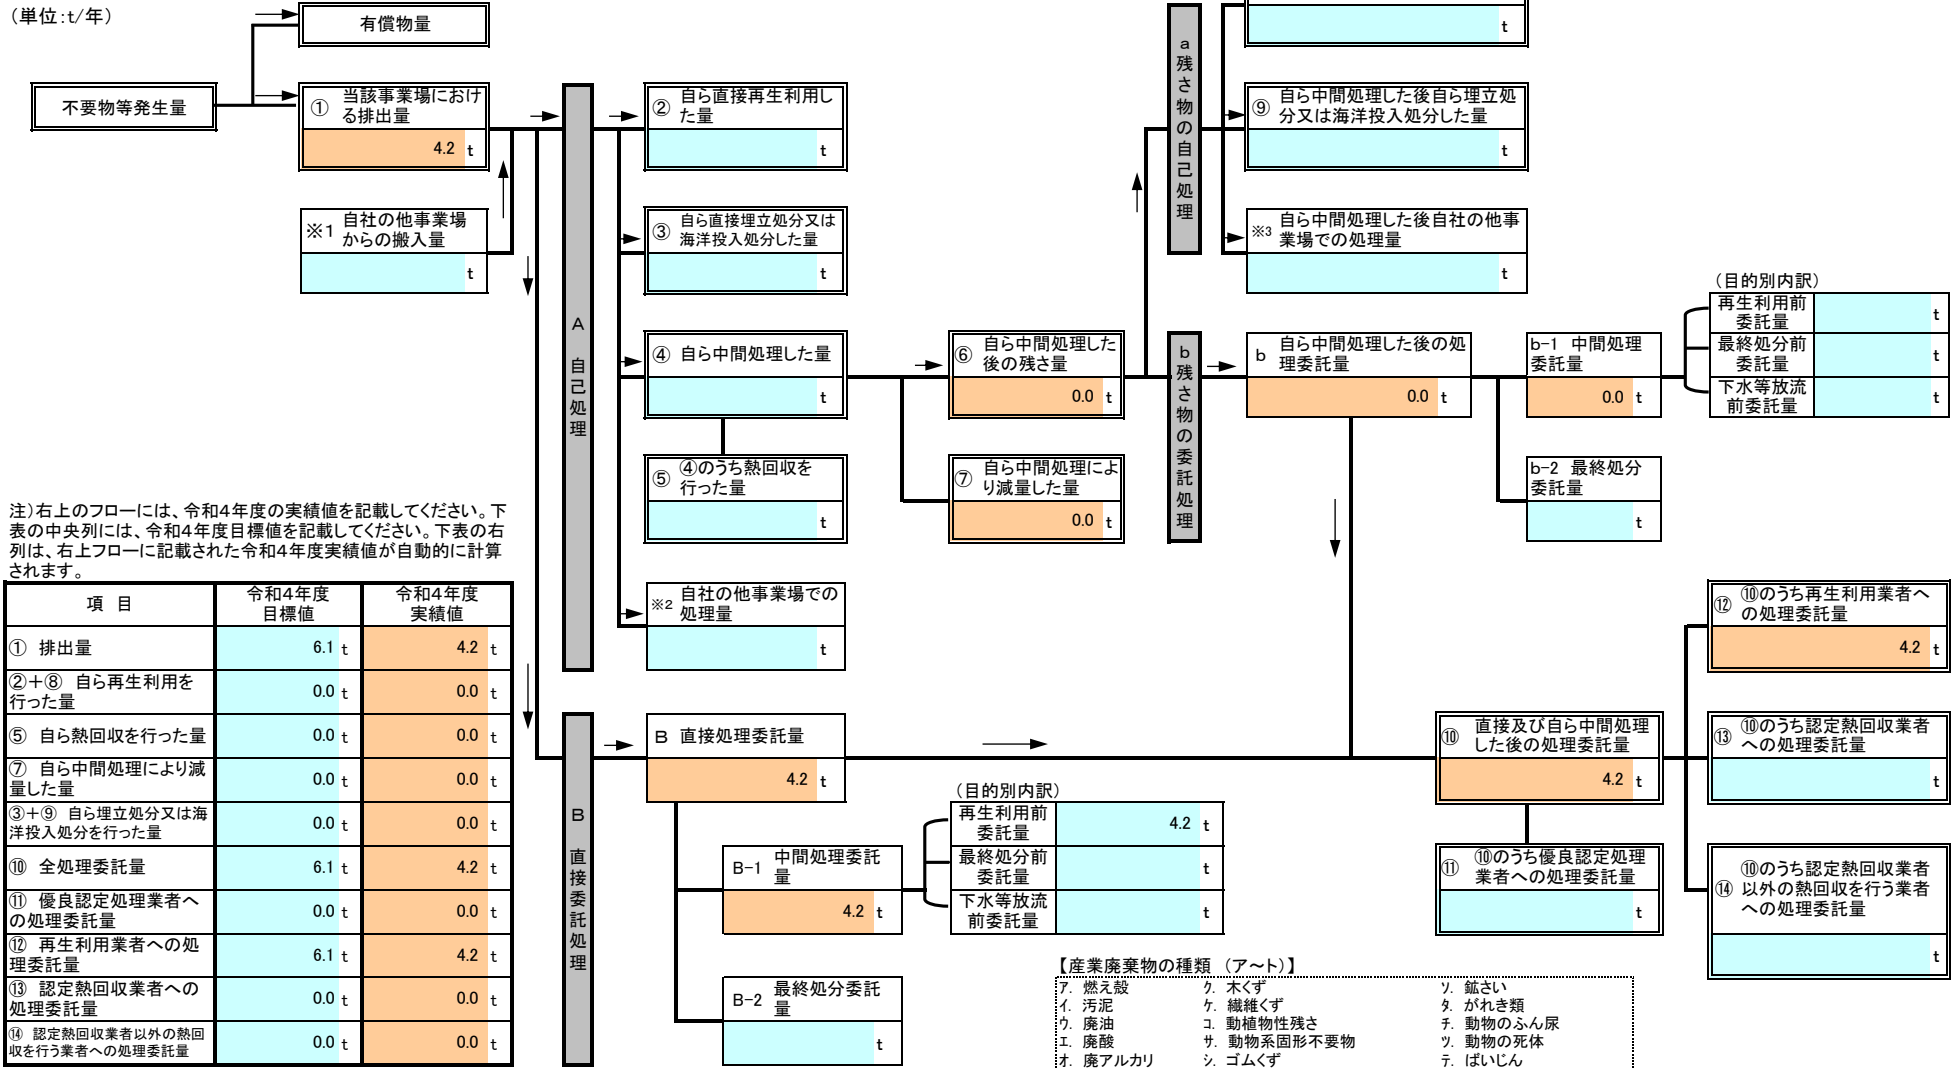 (単位:t/年)
有償物量
不要物等発生量
① 当該事業場におけ
る排出量
4.2 t
※1 自社の他事業場
からの搬入量
t
A 自己処理
② 自ら直接再生利用し
た量
t
③ 自ら直接埋立処分又は
海洋投入処分した量
t
④ 自ら中間処理した量
t
⑤ ④のうち熱回収を
行った量
t
※2 自社の他事業場での
処理量
t
⑥ 自ら中間処理した
後の残さ量
0.0 t
⑦ 自ら中間処理によ
り減量した量
0.0 t
a 残さ物の自己処理
t
⑨ 自ら中間処理した後自ら埋立処
分又は海洋投入処分した量
t
※3 自ら中間処理した後自社の他事
業場での処理量
t
b 残さ物の委託処理
b 自ら中間処理した後の処
理委託量
0.0 t
b-1 中間処理
委託量
0.0 t
b-2 最終処分
委託量
t
(目的別内訳)
再生利用前
委託量
t
最終処分前
委託量
t
下水等放流
前委託量
t
注)右上のフローには、令和4年度の実績値を記載してください。下
表の中央列には、令和4年度目標値を記載してください。下表の右
列は、右上フローに記載された令和4年度実績値が自動的に計算
されます。
項 目 令和4年度
目標値 令和4年度
実績値
① 排出量 6.1 t 4.2 t
②+⑧ 自ら再生利用を
行った量 0.0 t 0.0 t
⑤ 自ら熱回収を行った量 0.0 t 0.0 t
⑦ 自ら中間処理により減
量した量 0.0 t 0.0 t
③+⑨ 自ら埋立処分又は海
洋投入処分を行った量 0.0 t 0.0 t
⑩ 全処理委託量 6.1 t 4.2 t
⑪ 優良認定処理業者へ
の処理委託量 0.0 t 0.0 t
⑫ 再生利用業者への処
理委託量 6.1 t 4.2 t
⑬ 認定熱回収業者への
処理委託量 0.0 t 0.0 t
⑭ 認定熱回収業者以外の熱回
収を行う業者への処理委託量 0.0 t 0.0 t
B 直接委託処理
B 直接処理委託量
4.2 t
B-1 中間処理委託
量
4.2 t
B-2 最終処分委託
量
t
(目的別内訳)
再生利用前
委託量
4.2 t
最終処分前
委託量
t
下水等放流
前委託量
t
⑩ 直接及び自ら中間処理
した後の処理委託量
4.2 t
⑪ ⑩のうち優良認定処理
業者への処理委託量
t
⑫ ⑩のうち再生利用業者へ
の処理委託量
4.2 t
⑬ ⑩のうち認定熱回収業者
への処理委託量
t
⑭ ⑩のうち認定熱回収業者
以外の熱回収を行う業者
への処理委託量
t
【産業廃棄物の種類 (ア~ト)】
ア. 燃え殻 ク. 木くず ソ. 鉱さい
イ. 汚泥 ケ. 繊維くず タ. がれき類
ウ. 廃油 コ. 動植物性残さ チ. 動物のふん尿
エ. 廃酸 サ. 動物系固形不要物 ツ. 動物の死体
オ. 廃アルカリ シ. ゴムくず テ. ばいじん